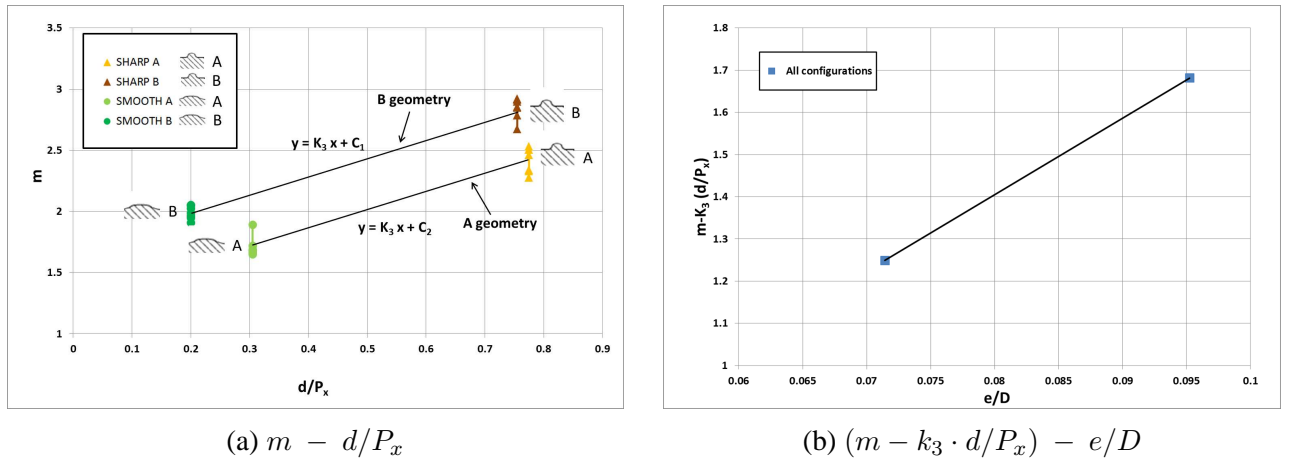 3.5
3
2.5
2
1.5
1
m
SHARP A A
SHARP B B
SMOOTH A A
SMOOTH B B
B geometry
y = K3 x + C1
B
A
B
A
y = K3 x + C2
A geometry
0 0.1 0.2 0.3 0.4 0.5 0.6 0.7 0.8 0.9
d/Px
(a) m − d/Px
1.8
1.7
1.6
1.5
1.4
1.3
1.2
1.1
1
m-K3 (d/Px)
All configurations
0.06 0.065 0.07 0.075 0.08 0.085 0.09 0.095 0.1
e/D
(b) (m − k3 · d/Px) − e/D